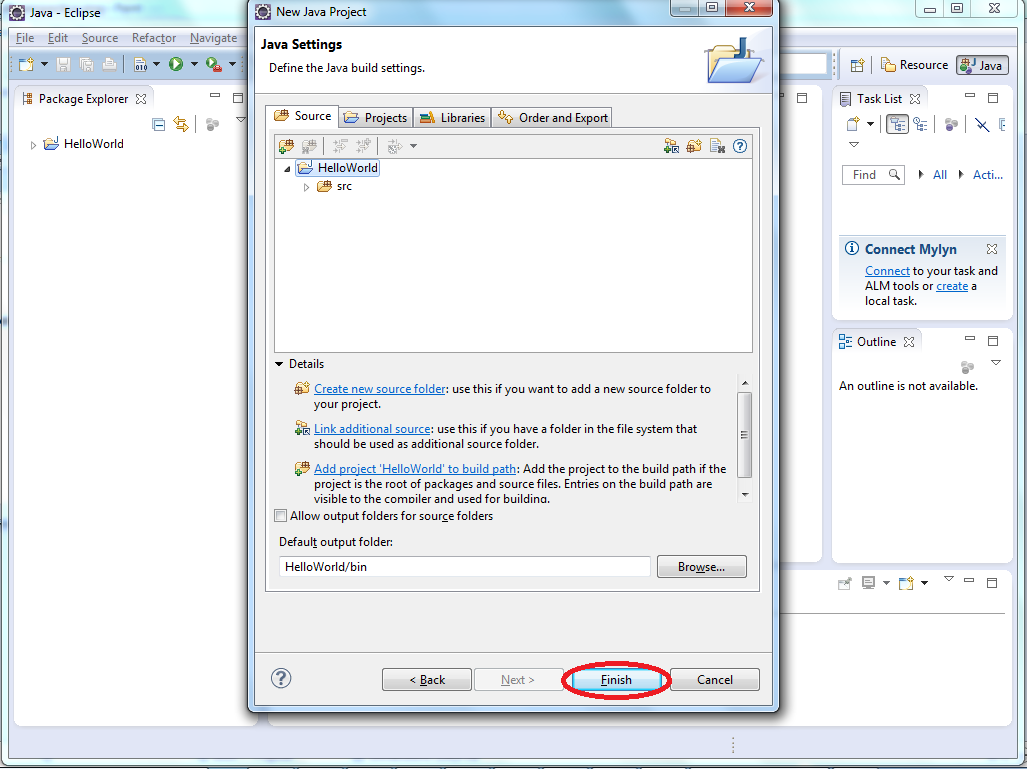 Java - Eclipse
File Edit Source Refactor Navigate
Package Explorer
HelloWorld
New Java Project
Java Settings
Define the Java build settings.
Source Projects Libraries Order and Export
HelloWorld
src
Details
Create new source folder: use this if you want to add a new source folder to
your project.
Link additional source: use this if you have a folder in the file system that
should be used as additional source folder.
Add project 'HelloWorld' to build path: Add the project to the build path if the
project is the root of packages and source files. Entries on the build path are
visible to the compiler and used for building.
Allow output folders for source folders
Default output folder:
HelloWorld/bin
Browse...
< Back Next > Finish Cancel
Resource Java
Task List
Find All Acti...
Connect Mylyn
Connect to your task and
ALM tools or create a
local task.
Outline
An outline is not available.